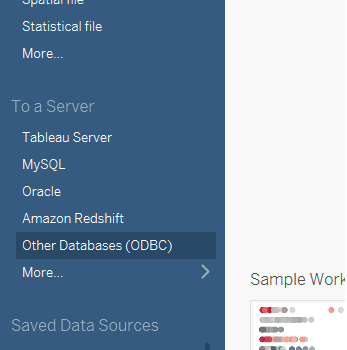 Spatial file
Statistical file
More...
To a Server
Tableau Server
MySQL
Oracle
Amazon Redshift
Other Databases (ODBC)
More...
Sample Work
Saved Data Sources